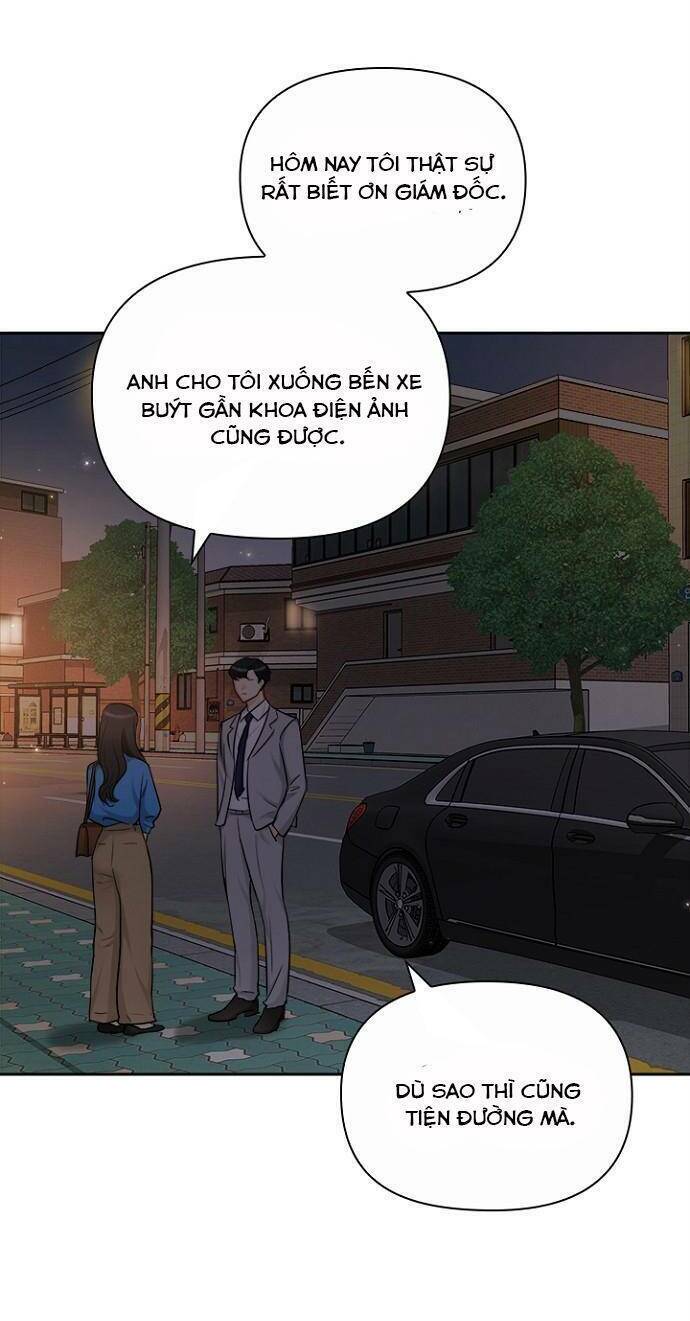 HÔM NAY TÔI THẬT SỰ
RẤT BIẾT ƠN GIÁM ĐỐC.
ANH CHO TÔI XUỐNG BẾN XE
BUÝT GẦN KHOA ĐIỆN ẢNH
CŨNG ĐƯỢC.
DÙ SAO THÌ CŨNG
TIỆN ĐƯỜNG MÀ.